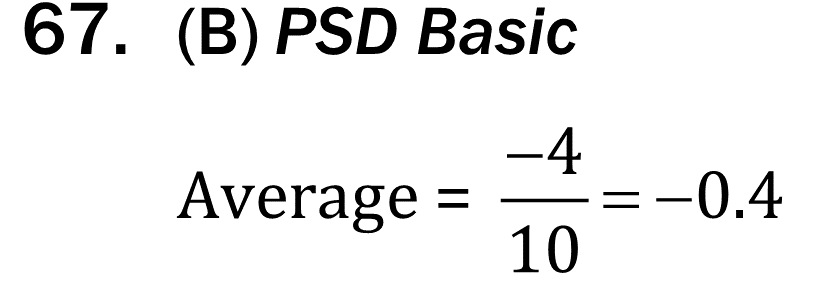 67. (B) PSD Basic
Average = −4/10 = −0.4